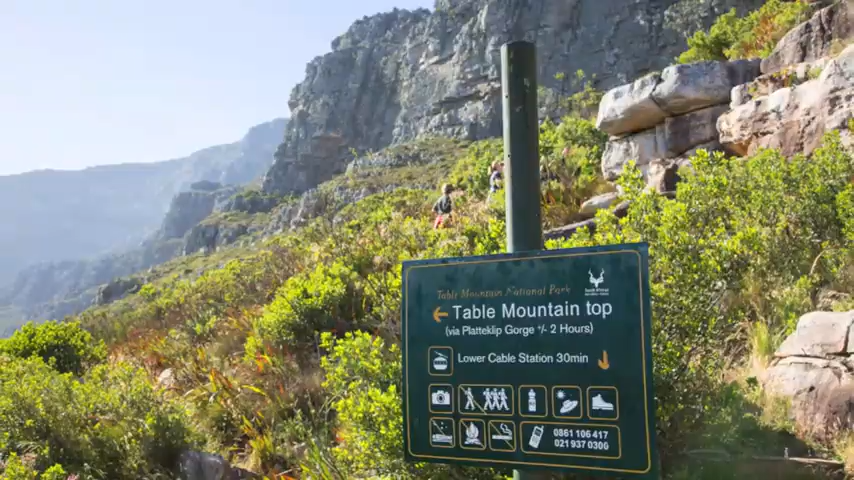 Table Mountain National Park
Table Mountain top
(via Platteklip Gorge +/- 2 Hours)
Lower Cable Station 30min
0861 106 417
021 937 0300